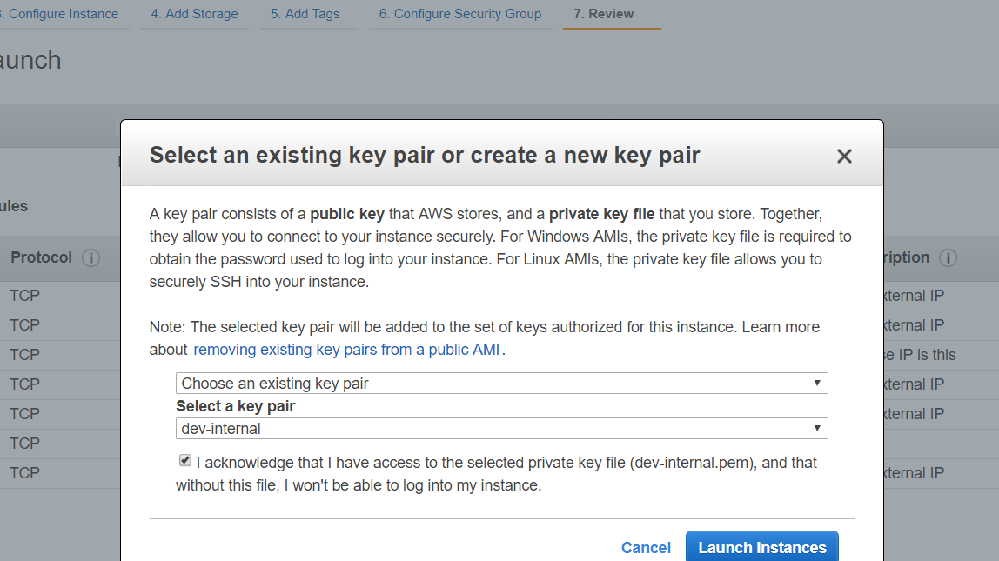 . Configure Instance 4. Add Storage 5. Add Tags 6. Configure Security Group 7. Review
aunch
Select an existing key pair or create a new key pair
ules
A key pair consists of a public key that AWS stores, and a private key file that you store. Together,
they allow you to connect to your instance securely. For Windows AMIs, the private key file is required to
Protocol
ription
obtain the password used to log into your instance. For Linux AMIs, the private key file allows you to
securely SSH into your instance.
TCP
xternal IP
TCP
xternal IP
Note: The selected key pair will be added to the set of keys authorized for this instance. Learn more
about removing existing key pairs from a public AMI.
TCP
se IP is this
TCP
Choose an existing key pair
xternal IP
Select a key pair
TCP
xternal IP
dev-internal
TCP
I acknowledge that I have access to the selected private key file (dev-internal.pem), and that
TCP
xternal IP
without this file, I won't be able to log into my instance.
Cancel Launch Instances